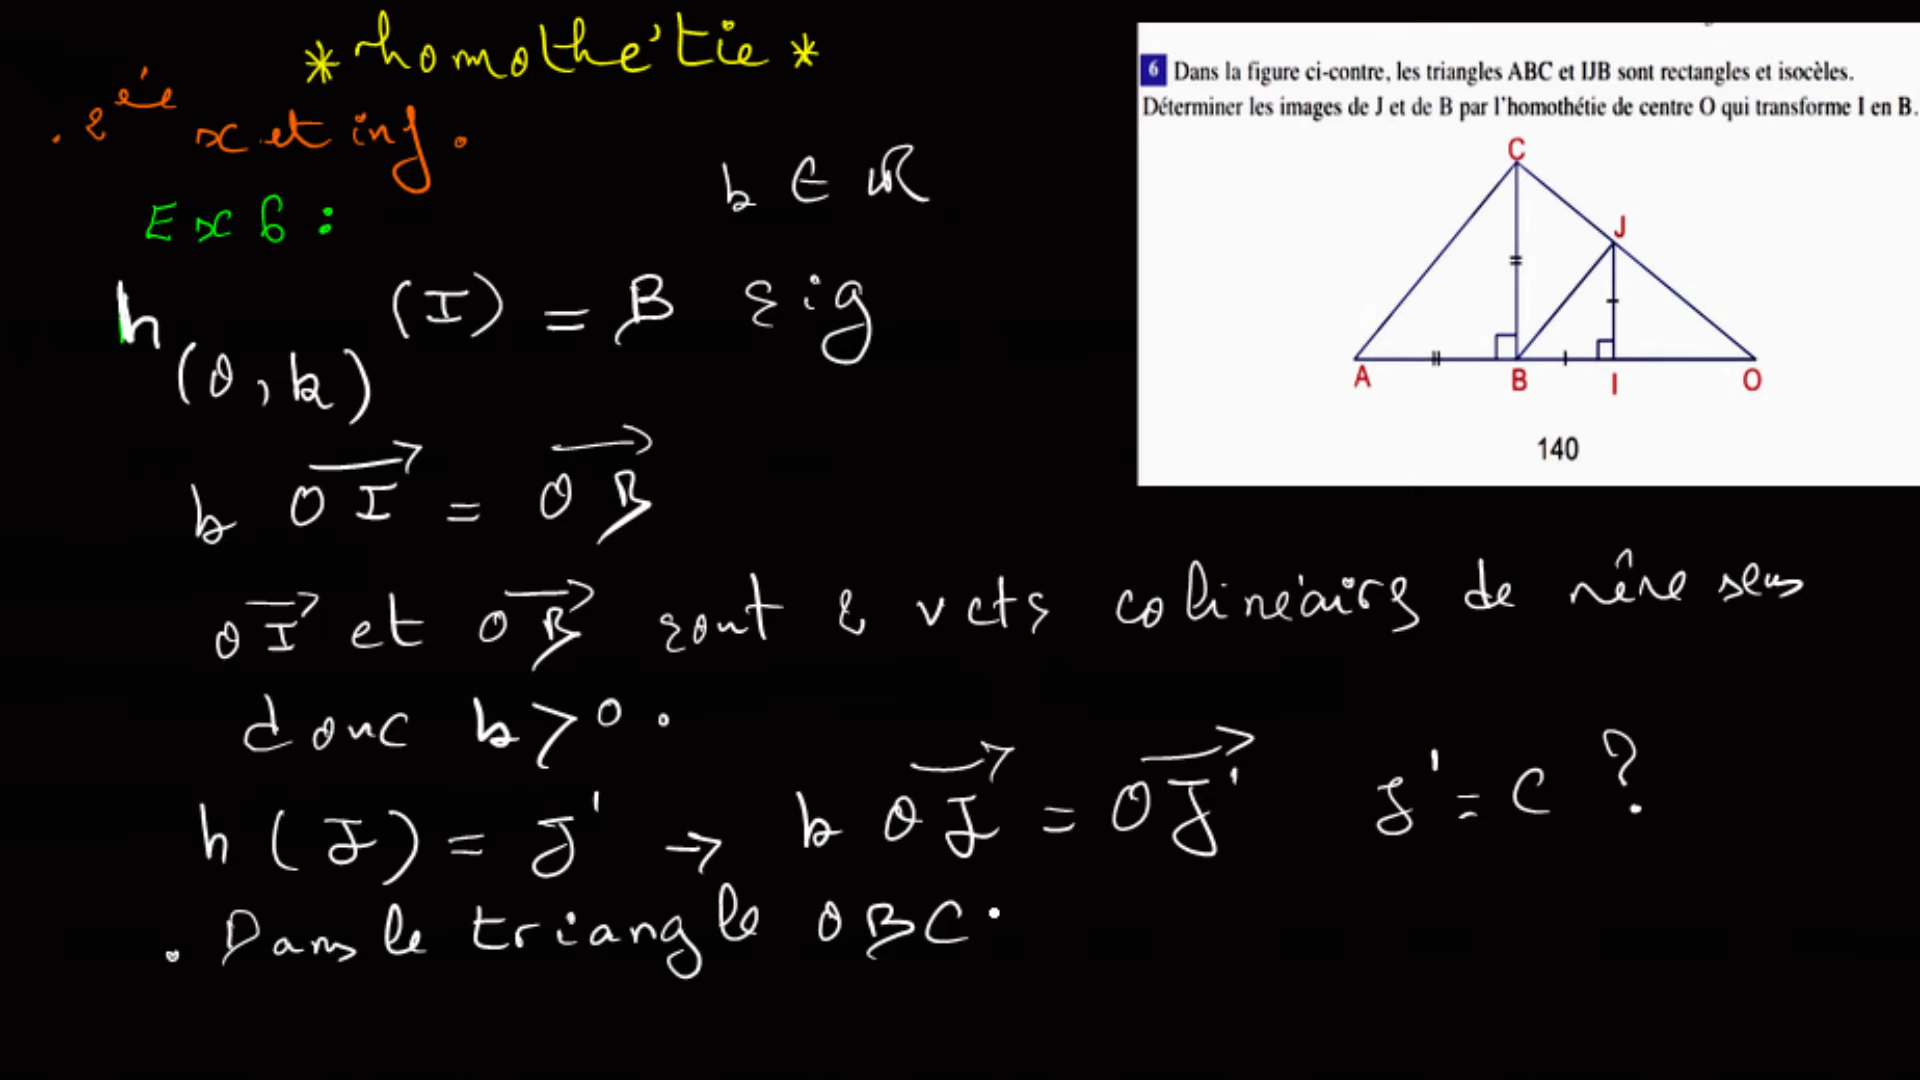 * homothétie *
. 2ème sc et inf .
Ex 6 :
k ∈ ℝ
h(O, k) (I) = B sig
k OI = OB
OI et OB sont 2 vcts colinéairs de même sens
donc k > 0 .
h ( J ) = J' → k OJ = OJ' J' = C ?
. Dans le triangle OBC .
6 Dans la figure ci-contre, les triangles ABC et IJB sont rectangles et isocèles.
Déterminer les images de J et de B par l'homothétie de centre O qui transforme I en B.
C
J
A B I O
140